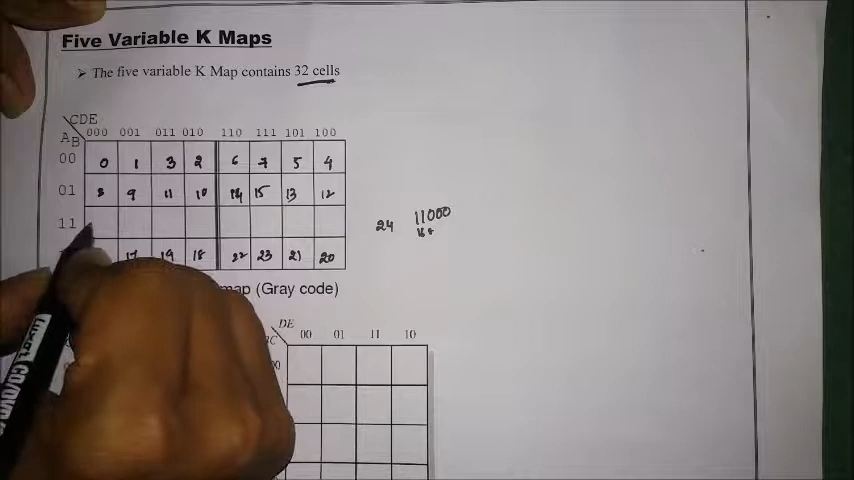 Five Variable K Maps
➢ The five variable K Map contains 32 cells
CDE
AB 000 001 011 010 110 111 101 100
00 0 1 3 2 6 7 5 4
01 8 9 11 10 14 15 13 12
11
17 19 18 22 23 21 20
24 11000
16 8
map (Gray code)
DE
C 00 01 11 10